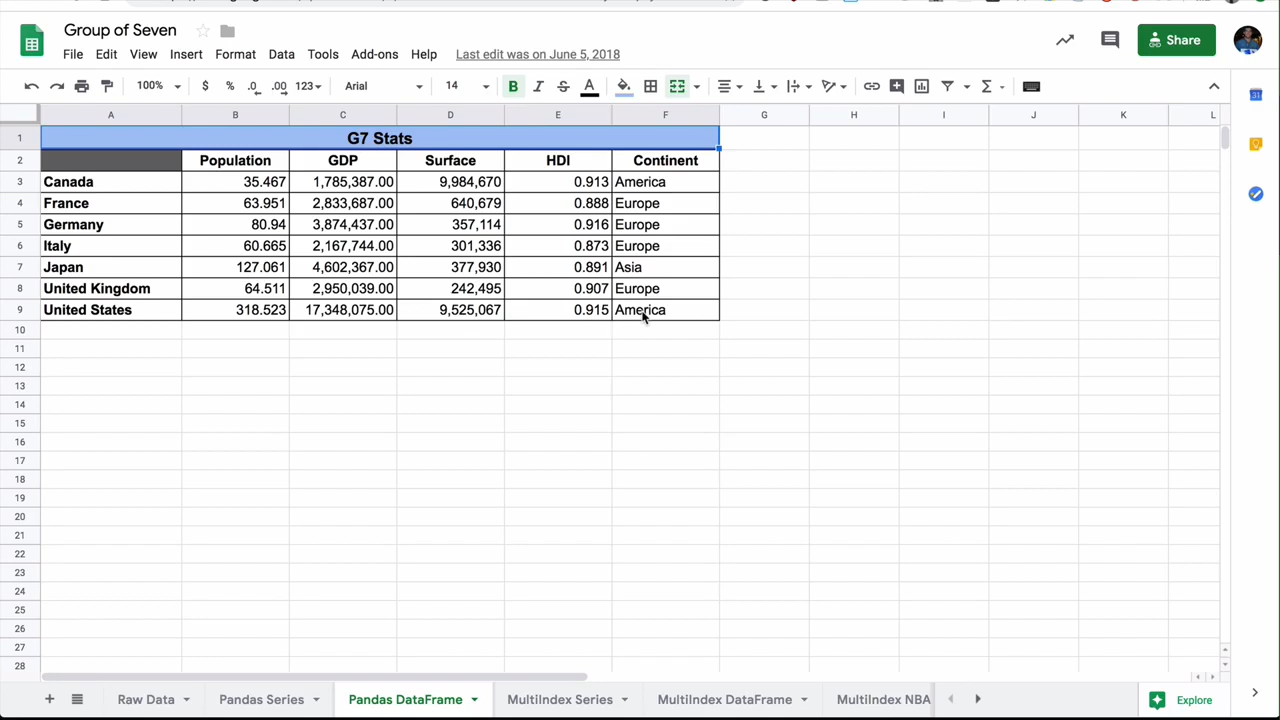 Group of Seven
File Edit View Insert Format Data Tools Add-ons Help Last edit was on June 5, 2018
Share
100% $ % .0 .00 123 Arial 14 B I S A
A B C D E F G H I J K L
1 G7 Stats
2 Population GDP Surface HDI Continent
3 Canada 35.467 1,785,387.00 9,984,670 0.913 America
4 France 63.951 2,833,687.00 640,679 0.888 Europe
5 Germany 80.94 3,874,437.00 357,114 0.916 Europe
6 Italy 60.665 2,167,744.00 301,336 0.873 Europe
7 Japan 127.061 4,602,367.00 377,930 0.891 Asia
8 United Kingdom 64.511 2,950,039.00 242,495 0.907 Europe
9 United States 318.523 17,348,075.00 9,525,067 0.915 America
10
11
12
13
14
15
16
17
18
19
20
21
22
23
24
25
26
27
28
Raw Data Pandas Series Pandas DataFrame MultiIndex Series MultiIndex DataFrame MultiIndex NBA Explore